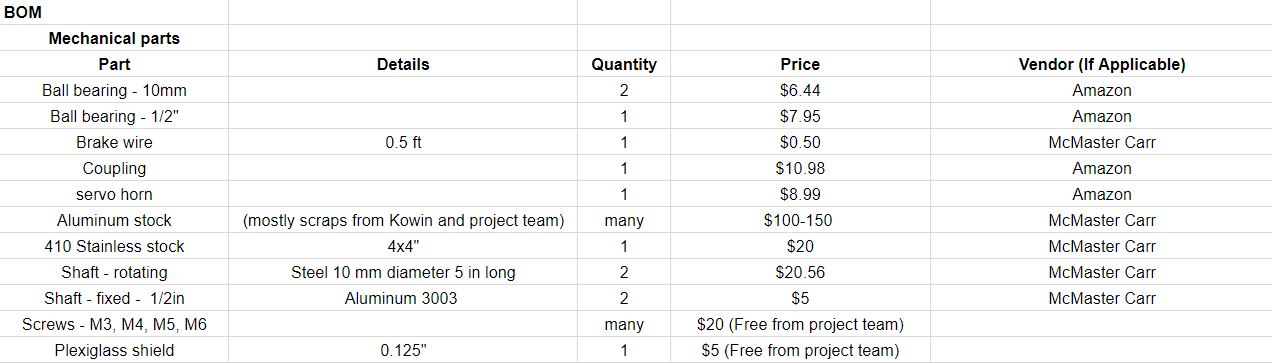 BOM
Mechanical parts
Part Details Quantity Price Vendor (If Applicable)
Ball bearing - 10mm 2 $6.44 Amazon
Ball bearing - 1/2" 1 $7.95 Amazon
Brake wire 0.5 ft 1 $0.50 McMaster Carr
Coupling 1 $10.98 Amazon
servo horn 1 $8.99 Amazon
Aluminum stock (mostly scraps from Kowin and project team) many $100-150 McMaster Carr
410 Stainless stock 4x4" 1 $20 McMaster Carr
Shaft - rotating Steel 10 mm diameter 5 in long 2 $20.56 McMaster Carr
Shaft - fixed - 1/2in Aluminum 3003 2 $5 McMaster Carr
Screws - M3, M4, M5, M6 many $20 (Free from project team)
Plexiglass shield 0.125" 1 $5 (Free from project team)